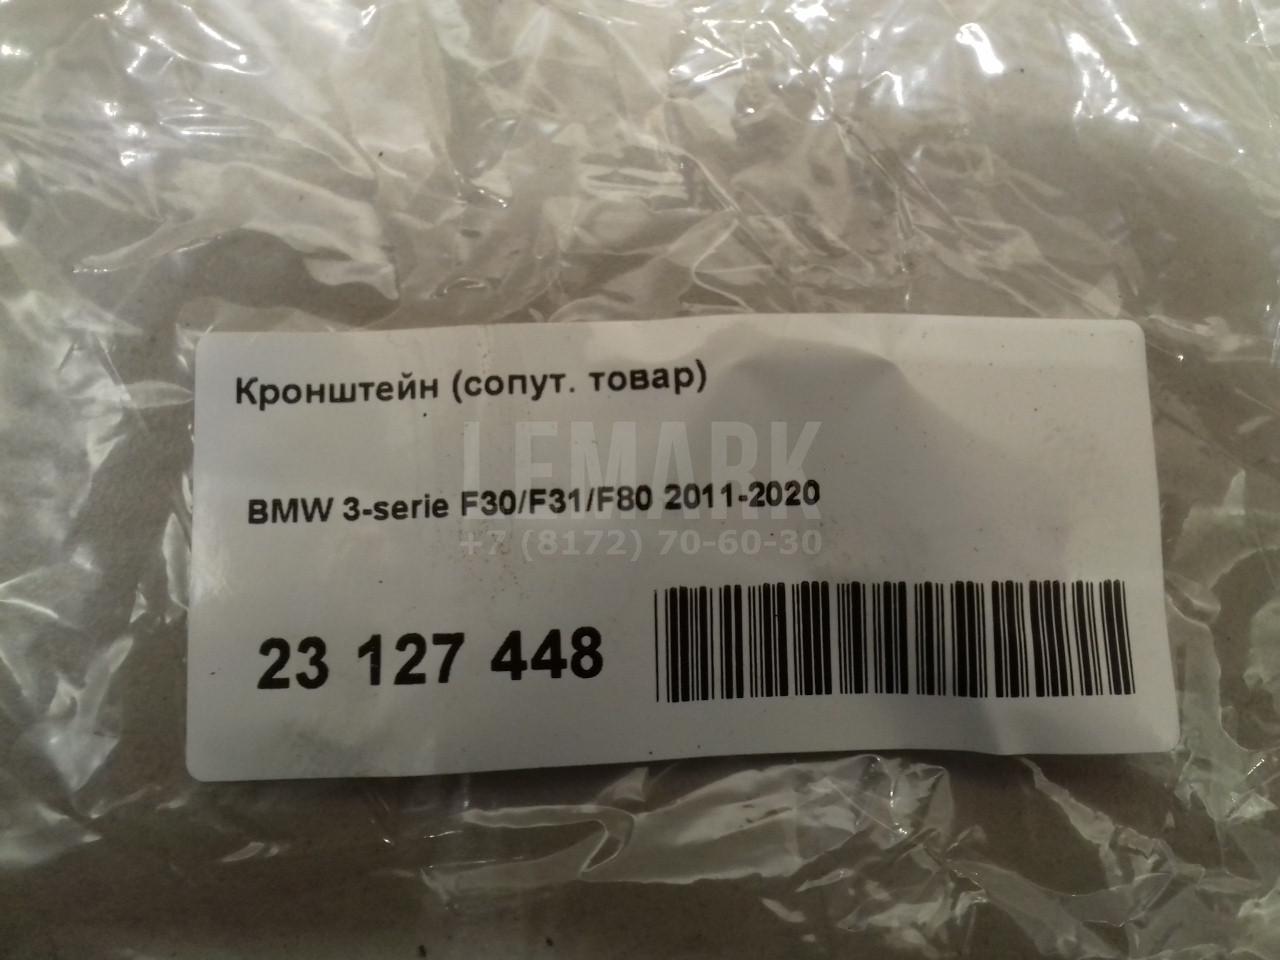 Кронштейн (сопут. товар)
LEMARK
BMW 3-serie F30/F31/F80 2011-2020
+7 (8172) 70-60-30
23 127 448